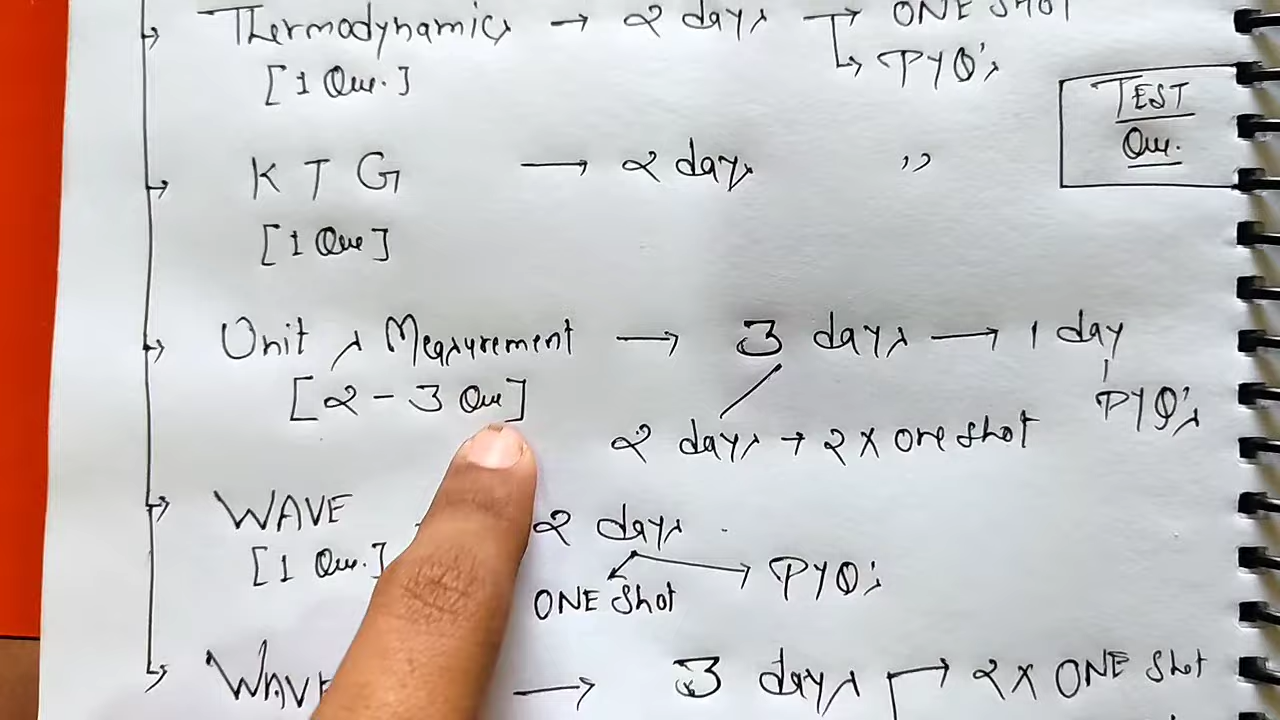 Thermodynamics → 2 days → ONE SHOT
[1 Que.] ↳ PYQ's
TEST
Que.
K T G → 2 days ,,
[1 Que]
Unit & Measurement → 3 days → 1 day
[2 - 3 Que] PYQ's
2 days → 2 x one shot
WAVE 2 days
[1 Que.] → PYQ's
ONE shot
WAVE → 3 days → 2 x ONE shot